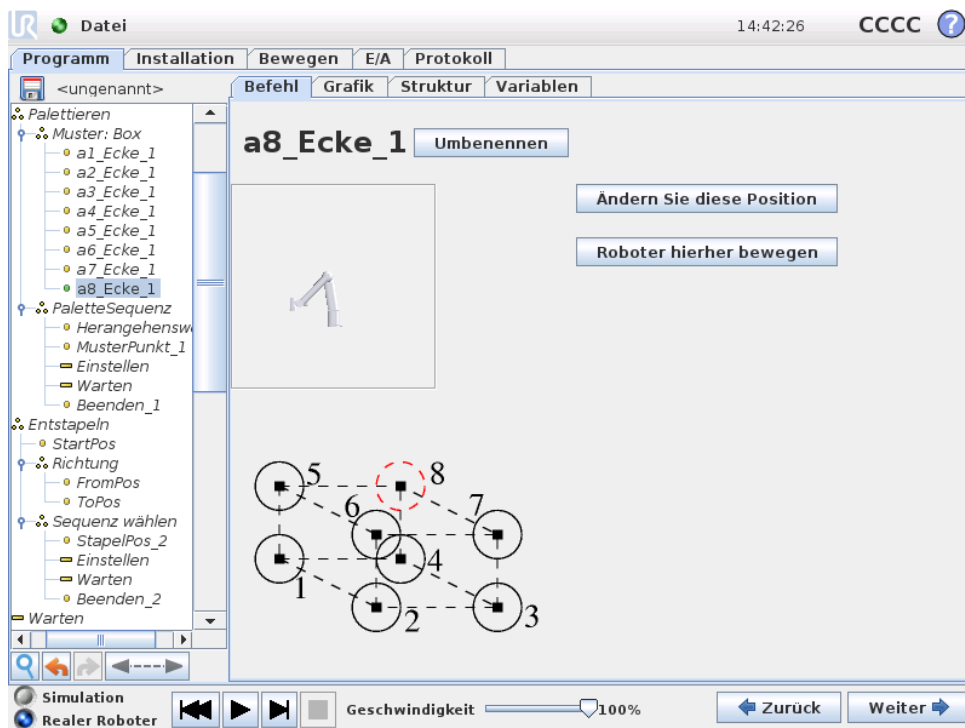 UR Datei 14:42:26 CCCC ?
Programm Installation Bewegen E/A Protokoll
<ungenannt>
Befehl Grafik Struktur Variablen
Palettieren
Muster: Box
a1_Ecke_1
a2_Ecke_1
a3_Ecke_1
a4_Ecke_1
a5_Ecke_1
a6_Ecke_1
a7_Ecke_1
a8_Ecke_1
PaletteSequenz
Herangehensw
MusterPunkt_1
Einstellen
Warten
Beenden_1
Entstapeln
StartPos
Richtung
FromPos
ToPos
Sequenz wählen
StapelPos_2
Einstellen
Warten
Beenden_2
Warten
a8_Ecke_1 Umbenennen
Ändern Sie diese Position
Roboter hierher bewegen
5 8
6 7
1 4
2 3
Simulation
Realer Roboter
Geschwindigkeit 100%
Zurück Weiter